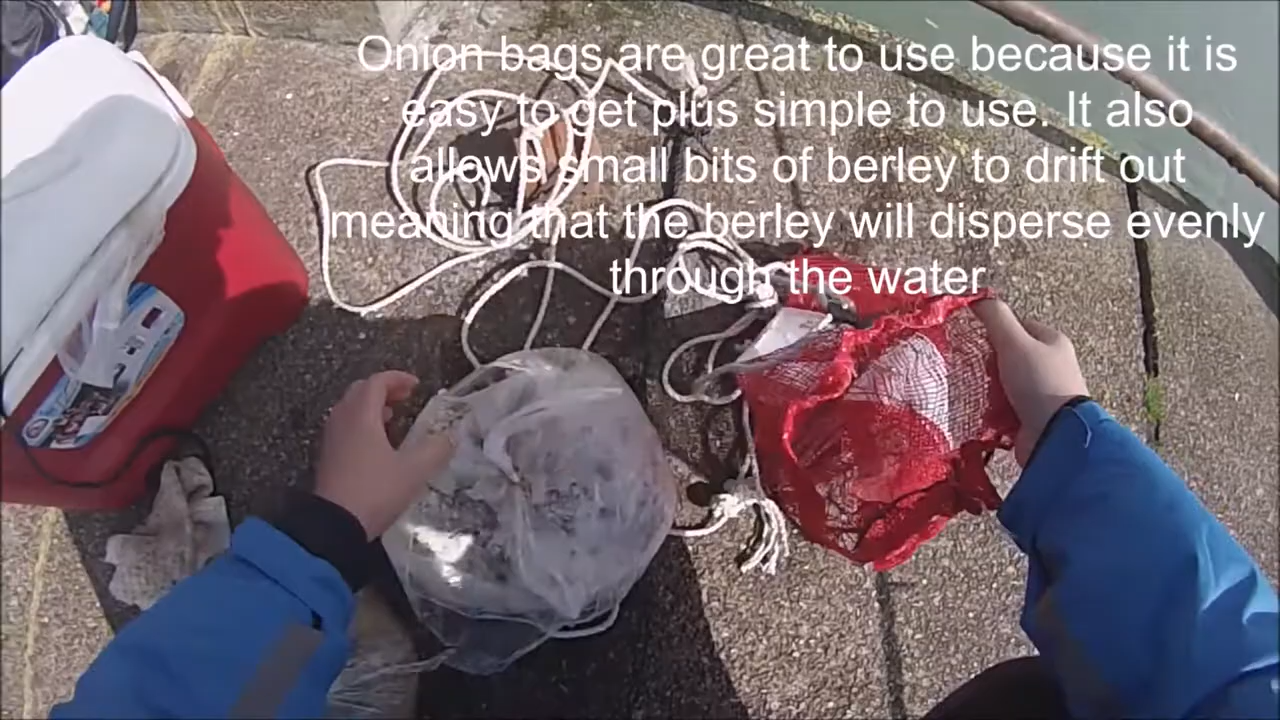 Onion bags are great to use because it is
easy to get plus simple to use. It also
allows small bits of berley to drift out
meaning that the berley will disperse evenly
through the water